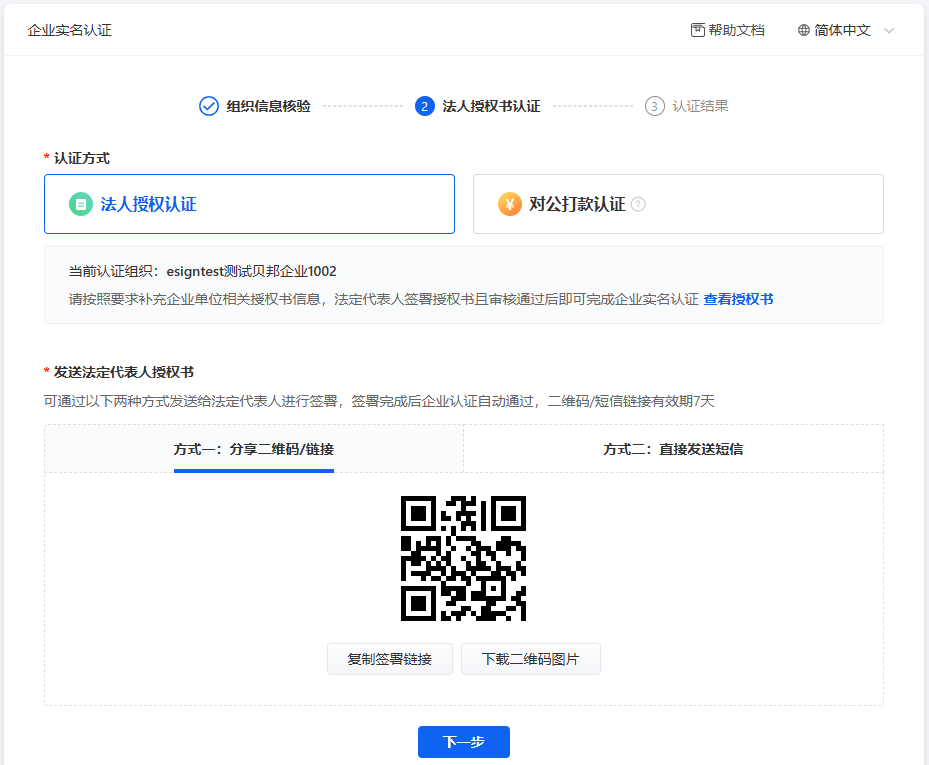 企业实名认证
帮助文档
简体中文
组织信息核验
2 法人授权书认证
3 认证结果
* 认证方式
法人授权认证
¥ 对公打款认证 ?
当前认证组织：esigntest测试贝邦企业1002
请按照要求补充企业单位相关授权书信息，法定代表人签署授权书且审核通过后即可完成企业实名认证 查看授权书
* 发送法定代表人授权书
可通过以下两种方式发送给法定代表人进行签署，签署完成后企业认证自动通过，二维码/短信链接有效期7天
方式一：分享二维码/链接
方式二：直接发送短信
复制签署链接
下载二维码图片
下一步